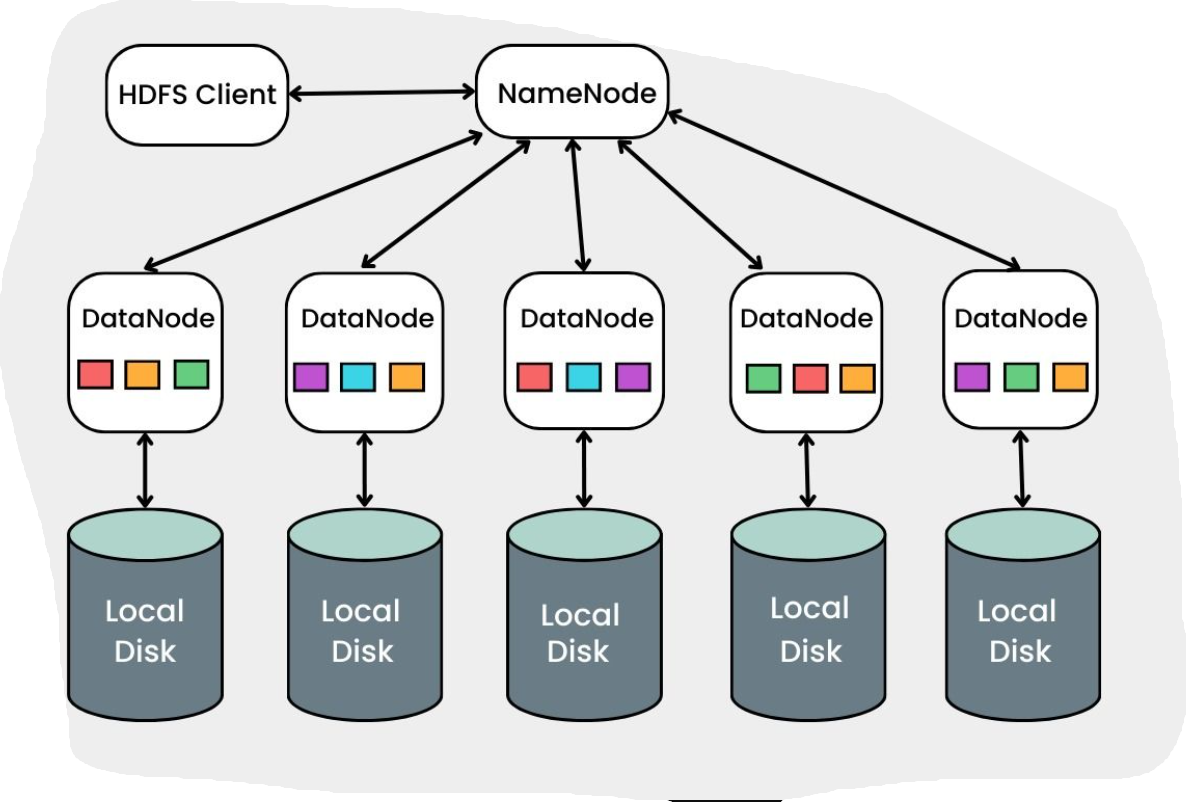 HDFS Client
NameNode
DataNode
DataNode
DataNode
DataNode
DataNode
Local
Disk
Local
Disk
Local
Disk
Local
Disk
Local
Disk